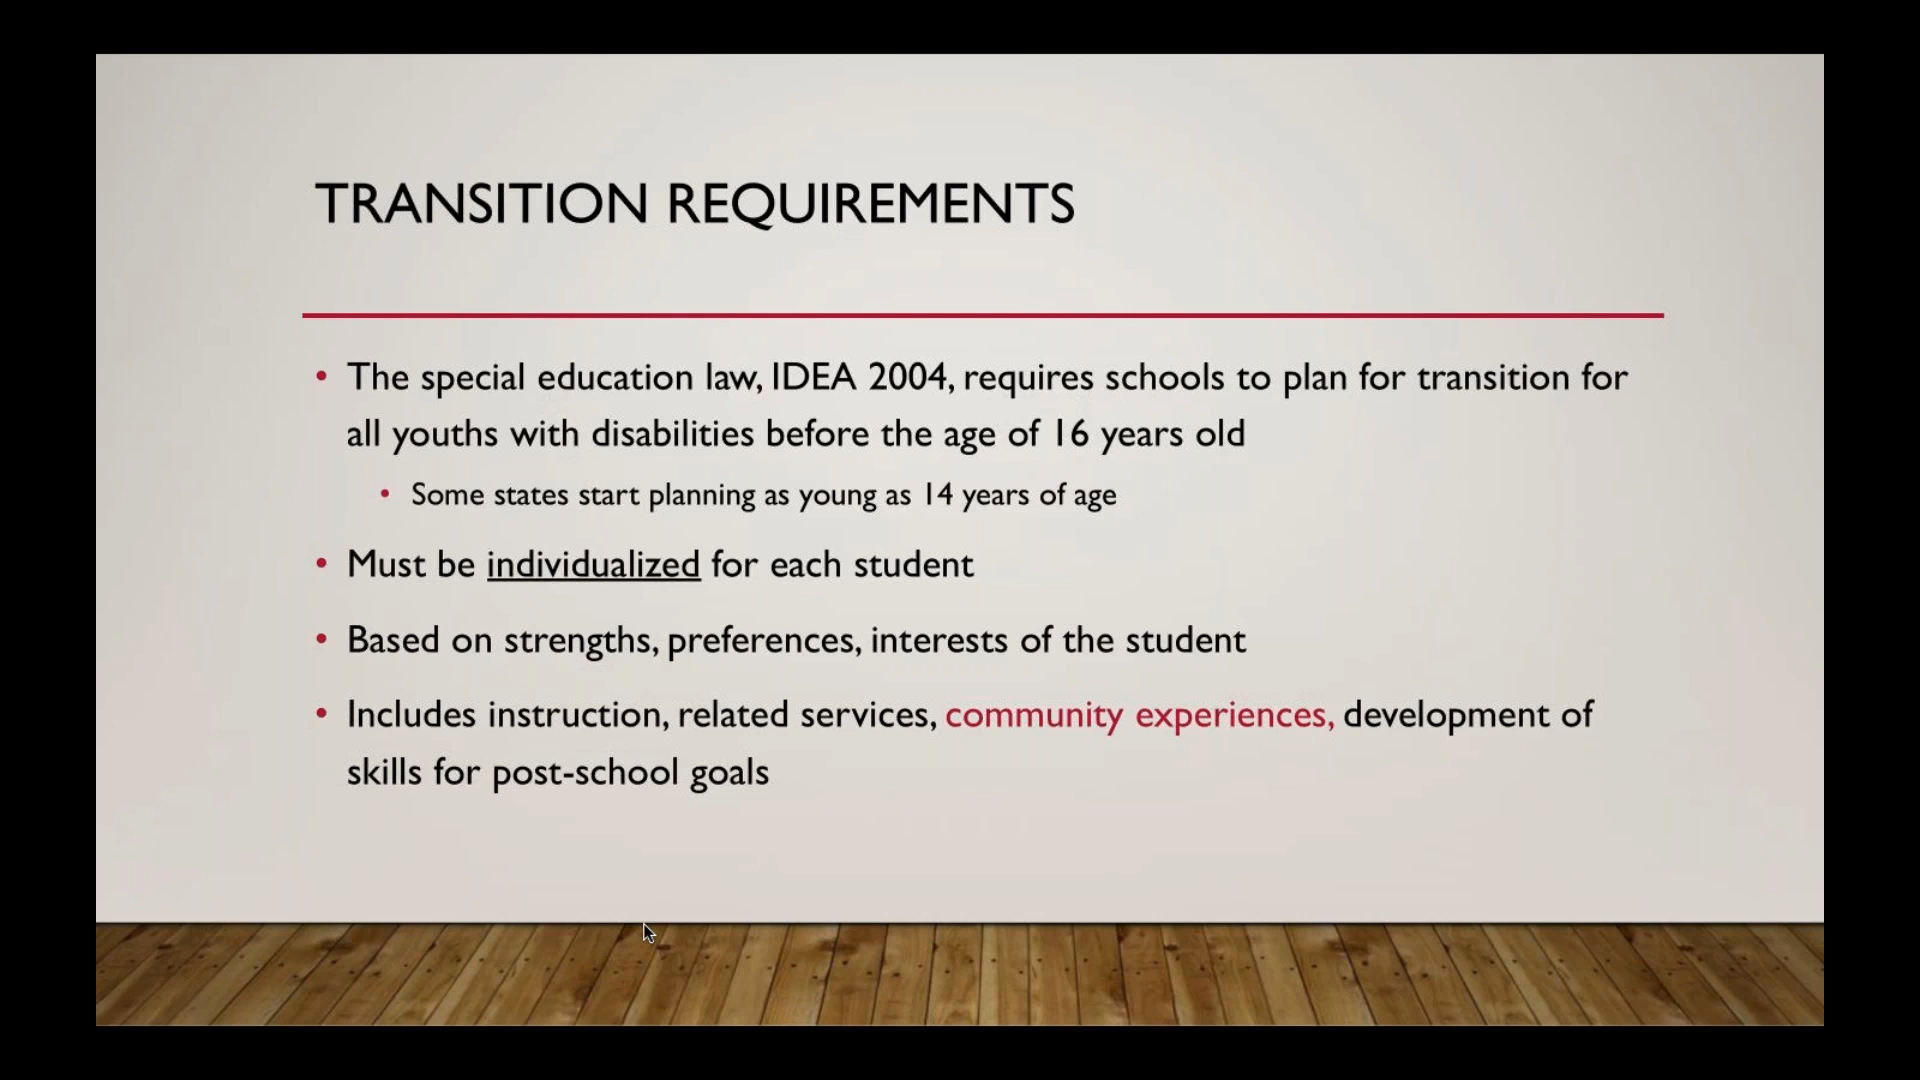 TRANSITION REQUIREMENTS
• The special education law, IDEA 2004, requires schools to plan for transition for
all youths with disabilities before the age of 16 years old
• Some states start planning as young as 14 years of age
• Must be individualized for each student
• Based on strengths, preferences, interests of the student
• Includes instruction, related services, community experiences, development of
skills for post-school goals